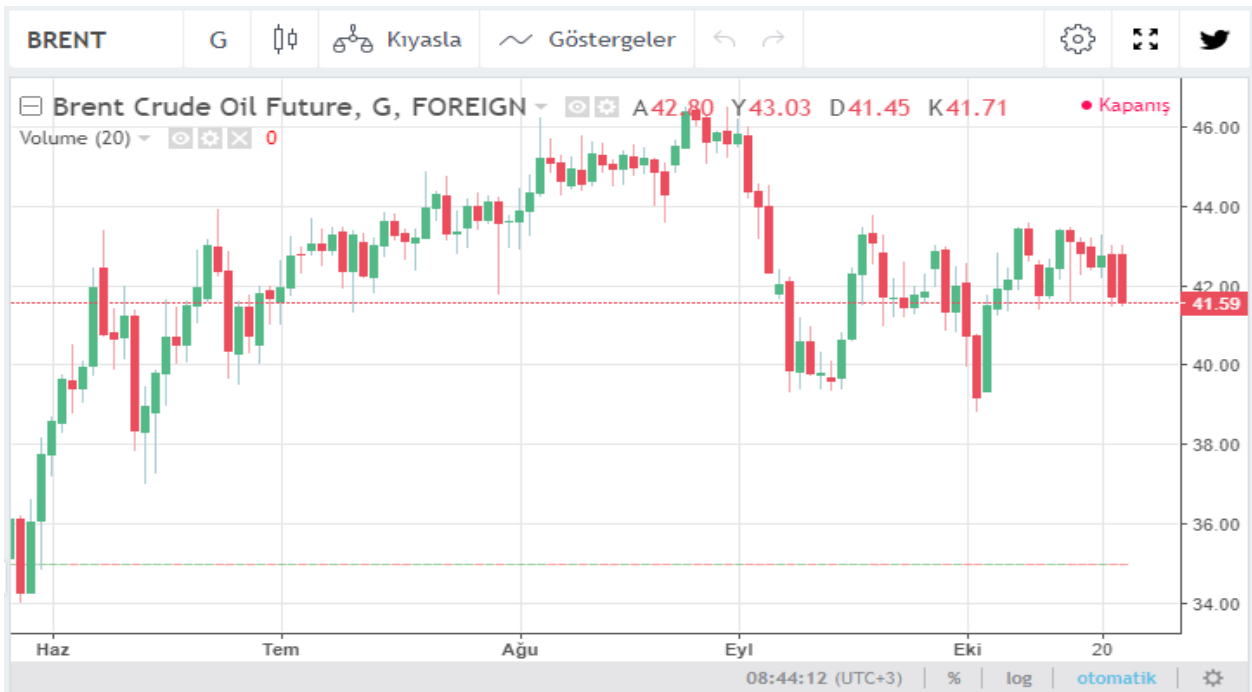 BRENT G Kıyasla Göstergeler
Brent Crude Oil Future, G, FOREIGN A42.80 Y43.03 D41.45 K41.71 Kapanış
Volume (20) 0
46.00
44.00
42.00
41.59
40.00
38.00
36.00
34.00
Haz Tem Ağu Eyl Eki 20
08:44:12 (UTC+3) % log otomatik